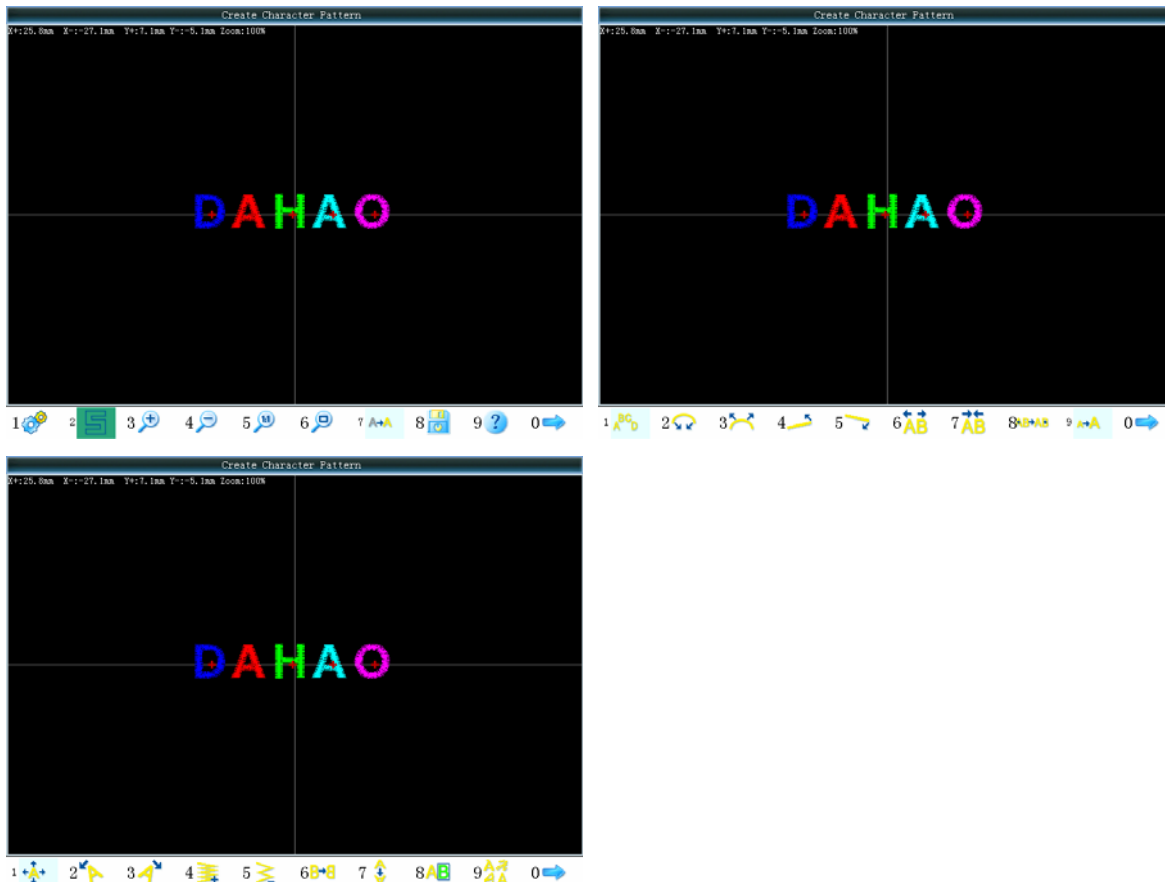 Create Character Pattern
X+:25.8mm X-:-27.1mm Y+:7.1mm Y-:-5.1mm Zoom:100%
DAHAO
1 2 3 4 5 M 6 7 A→A 8 9 ? 0
Create Character Pattern
X+:25.8mm X-:-27.1mm Y+:7.1mm Y-:-5.1mm Zoom:100%
DAHAO
1 ABCD 2 3 4 5 6 AB 7 AB 8 AB→AB 9 A→A 0
Create Character Pattern
X+:25.8mm X-:-27.1mm Y+:7.1mm Y-:-5.1mm Zoom:100%
DAHAO
1 A 2 A 3 A 4 5 6 B 7 8 AB 9 0